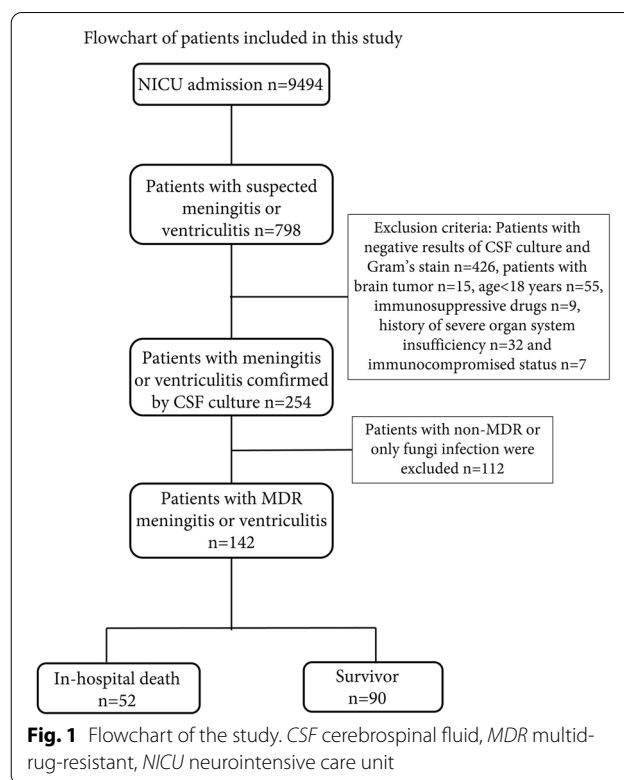 Flowchart of patients included in this study
NICU admission n=9494
Patients with suspected
meningitis or
ventriculitis n=798
Exclusion criteria: Patients with
negative results of CSF culture and
Gram's stain n=426, patients with
brain tumor n=15, age<18 years n=55,
immunosuppressive drugs n=9,
history of severe organ system
insufficiency n=32 and
immunocompromised status n=7
Patients with meningitis
or ventriculitis comfirmed
by CSF culture n=254
Patients with non-MDR or
only fungi infection were
excluded n=112
Patients with MDR
meningitis or ventriculitis
n=142
In-hospital death
n=52
Survivor
n=90
Fig. 1 Flowchart of the study. CSF cerebrospinal fluid, MDR multid-
rug-resistant, NICU neurointensive care unit